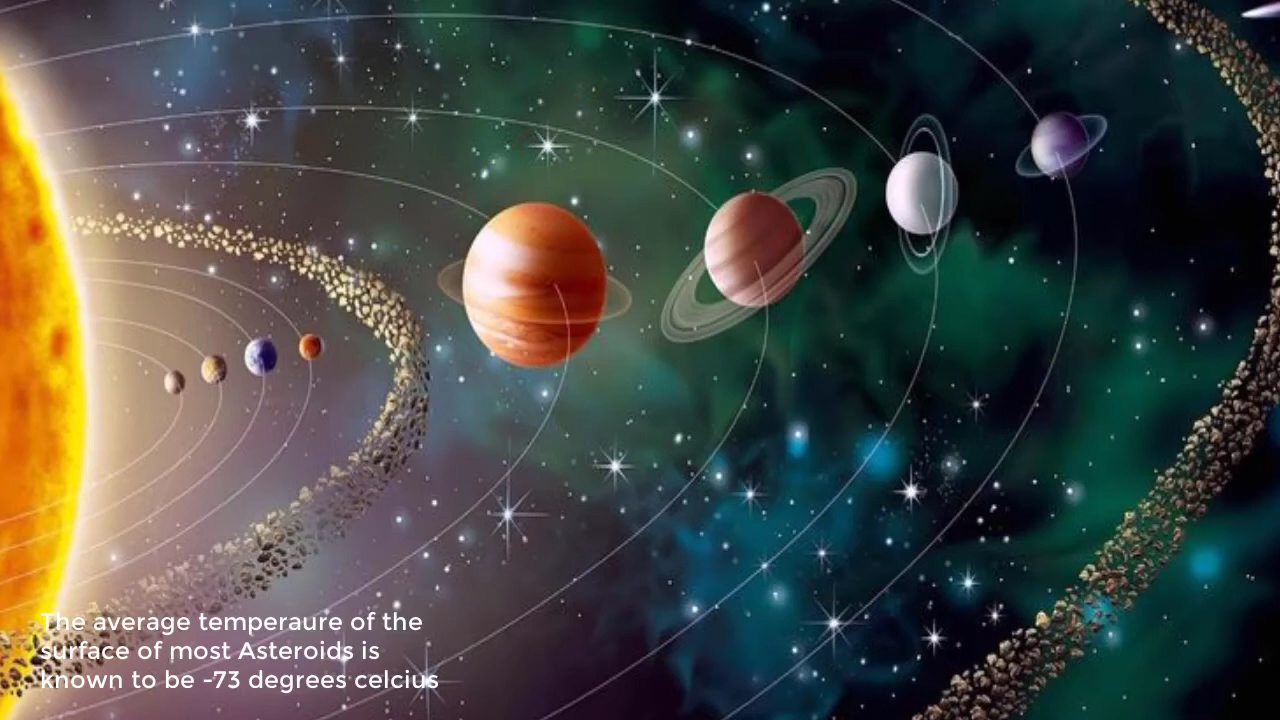 The average temperaure of the
surface of most Asteroids is
known to be -73 degrees celcius